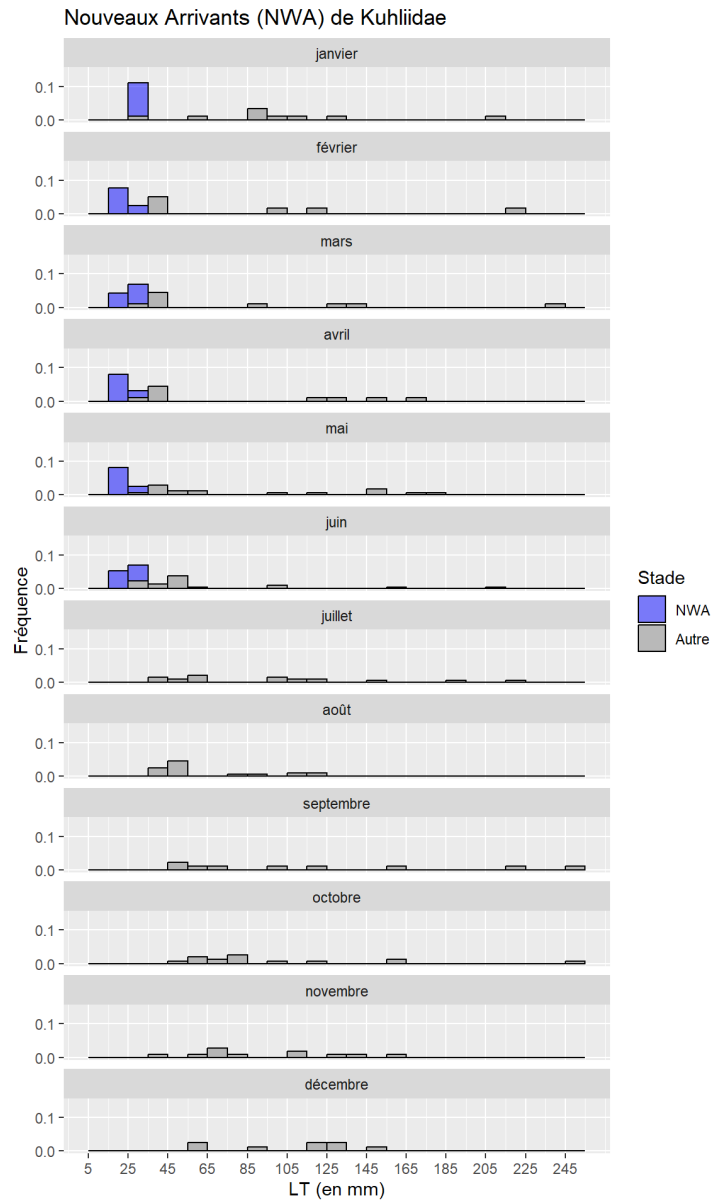 Nouveaux Arrivants (NWA) de Kuhliidae
janvier
0.1
0.0
février
0.1
0.0
mars
0.1
0.0
avril
0.1
0.0
mai
0.1
0.0
juin
0.1
0.0
juillet
0.1
0.0
août
0.1
0.0
septembre
0.1
0.0
octobre
0.1
0.0
novembre
0.1
0.0
décembre
0.1
0.0
5 25 45 65 85 105 125 145 165 185 205 225 245
LT (en mm)
Fréquence
Stade
NWA
Autre